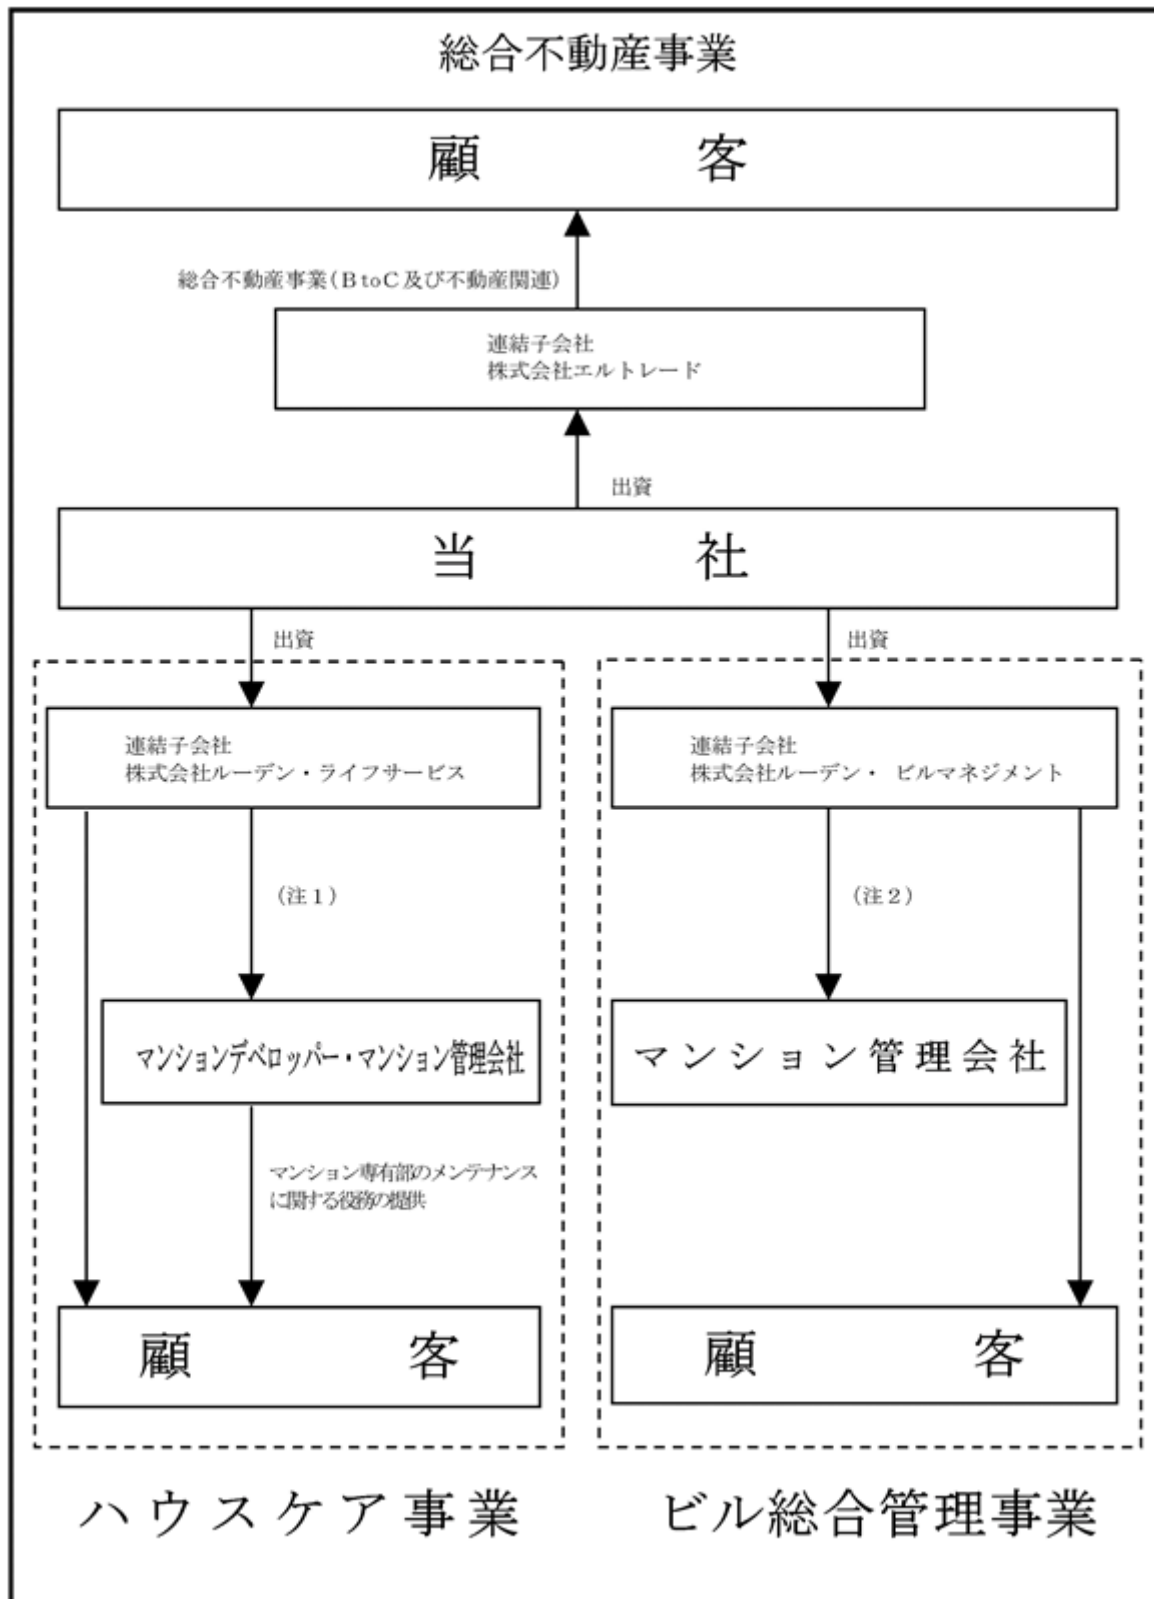 総合不動産事業
顧客
総合不動産事業(BtoC及び不動産関連)
連結子会社
株式会社エルトレード
出資
当社
出資
出資
連結子会社
株式会社ルーデン・ライフサービス
連結子会社
株式会社ルーデン・ ビルマネジメント
(注1)
(注2)
マンションデベロッパー・マンション管理会社
マンション管理会社
マンション専有部のメンテナンス
に関する役務の提供
顧客
顧客
ハウスケア事業
ビル総合管理事業